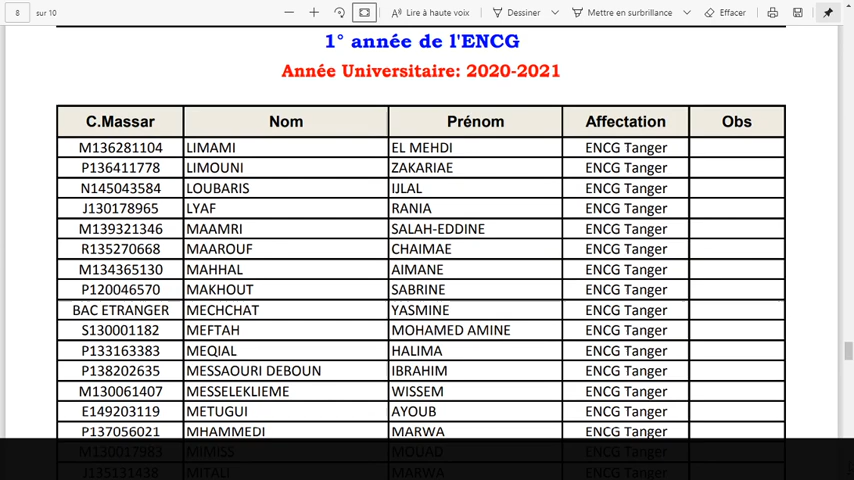 8 sur 10 Lire à haute voix Dessiner Mettre en surbrillance Effacer
1° année de l'ENCG
Année Universitaire: 2020-2021
C.Massar Nom Prénom Affectation Obs
M136281104 LIMAMI EL MEHDI ENCG Tanger
P136411778 LIMOUNI ZAKARIAE ENCG Tanger
N145043584 LOUBARIS IJLAL ENCG Tanger
J130178965 LYAF RANIA ENCG Tanger
M139321346 MAAMRI SALAH-EDDINE ENCG Tanger
R135270668 MAAROUF CHAIMAE ENCG Tanger
M134365130 MAHHAL AIMANE ENCG Tanger
P120046570 MAKHOUT SABRINE ENCG Tanger
BAC ETRANGER MECHCHAT YASMINE ENCG Tanger
S130001182 MEFTAH MOHAMED AMINE ENCG Tanger
P133163383 MEQIAL HALIMA ENCG Tanger
P138202635 MESSAOURI DEBOUN IBRAHIM ENCG Tanger
M130061407 MESSELEKLIEME WISSEM ENCG Tanger
E149203119 METUGUI AYOUB ENCG Tanger
P137056021 MHAMMEDI MARWA ENCG Tanger
M130017983 MIMISS MOUAD ENCG Tanger
J135131438 MITALI MARWA ENCG Tanger